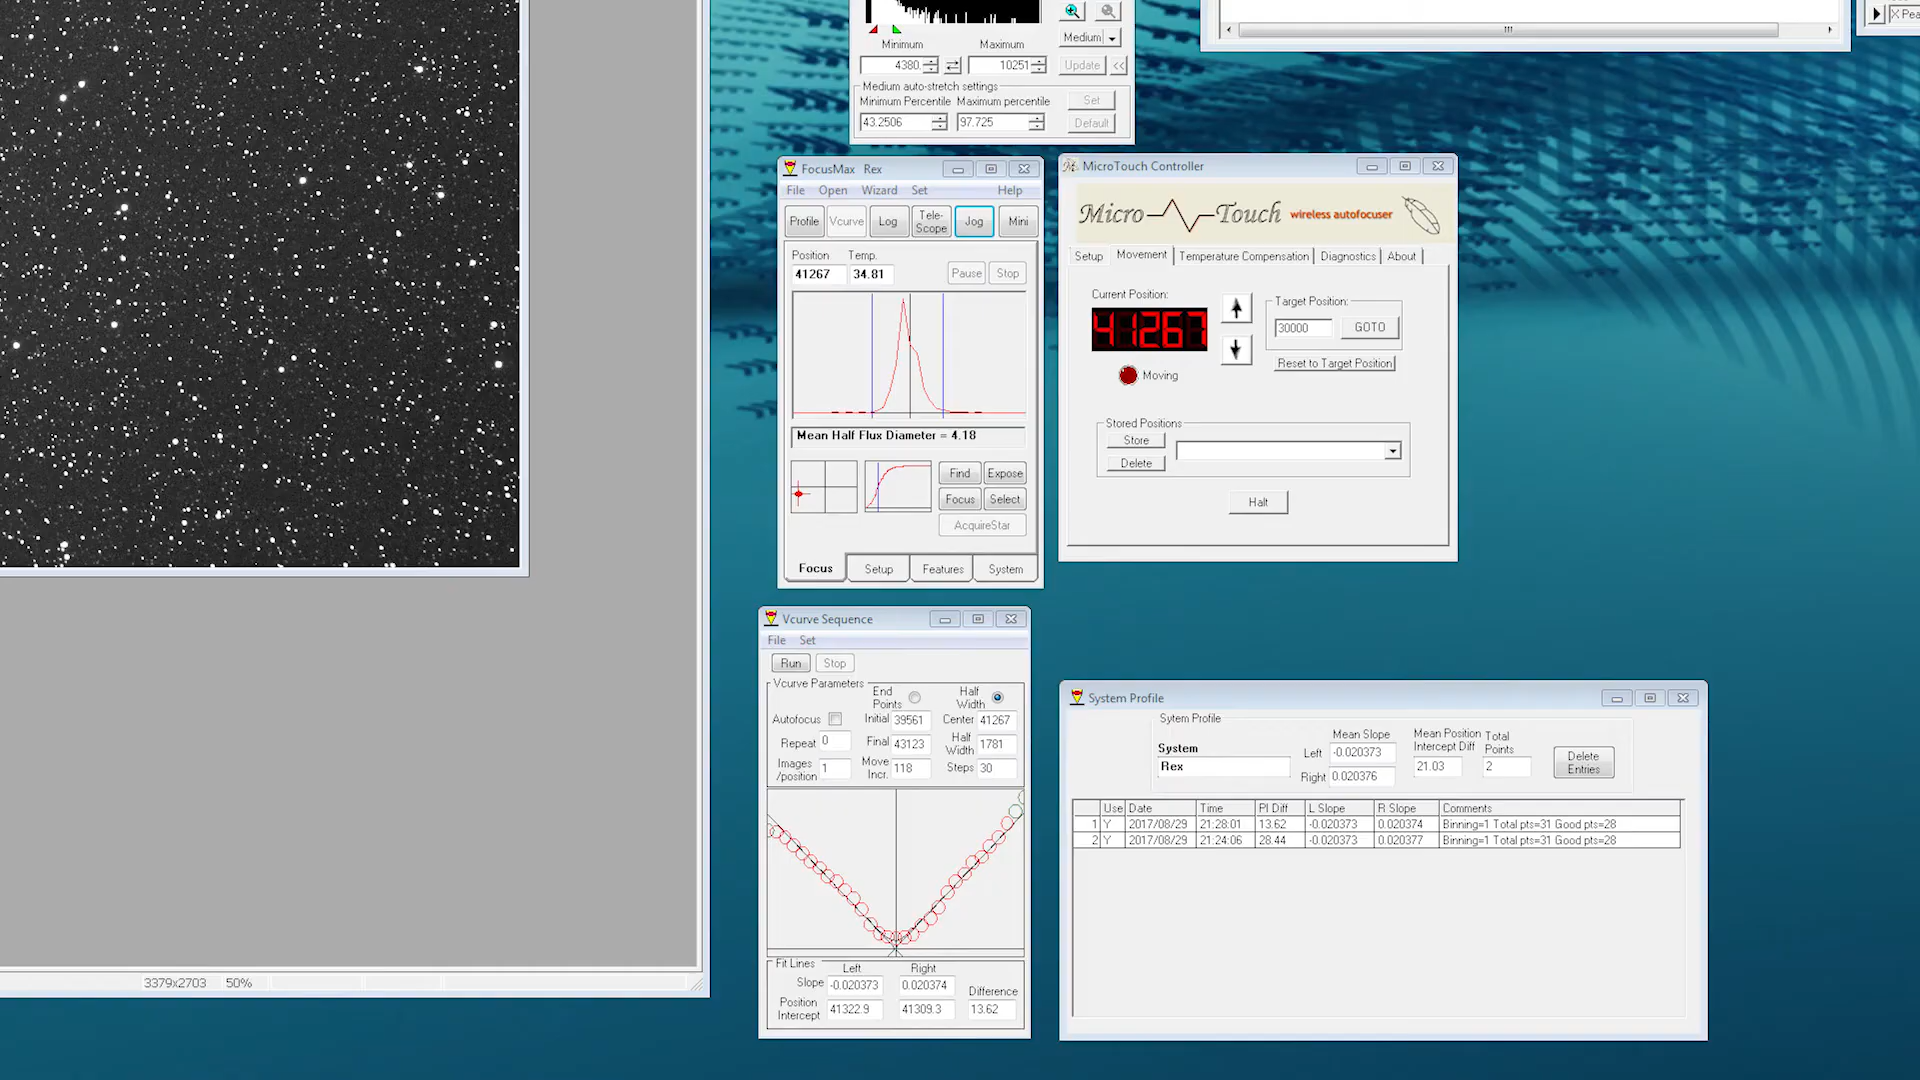 Minimum
Maximum
4380.
10251
Medium
Update
<<
Medium auto-stretch settings
Minimum Percentile
Maximum percentile
Set
43.2506
97.725
Default
X Pea
FocusMax Rex
File Open Wizard Set Help
Profile Vcurve Log Tele-Scope Jog Mini
Position Temp.
41267 34.81 Pause Stop
Mean Half Flux Diameter = 4.18
Find Expose
Focus Select
AcquireStar
Focus Setup Features System
MicroTouch Controller
Micro Touch wireless autofocuser
Setup Movement Temperature Compensation Diagnostics About
Current Position:
41267
Moving
Target Position:
30000 GOTO
Reset to Target Position
Stored Positions
Store
Delete
Halt
Vcurve Sequence
File Set
Run Stop
Vcurve Parameters
End Points Half Width
Autofocus Initial 39561 Center 41267
Repeat 0 Final 43123 Half Width 1781
Images /position 1 Move Incr. 118 Steps 30
Fit Lines
Left Right
Slope -0.020373 0.020374 Difference
Position Intercept 41322.9 41309.3 13.62
System Profile
Sytem Profile
System
Rex
Mean Slope
Left -0.020373
Right 0.020376
Mean Position Intercept Diff
21.03
Total Points
2
Delete Entries
Use Date Time PI Diff L Slope R Slope Comments
1 Y 2017/08/29 21:28:01 13.62 -0.020373 0.020374 Binning=1 Total pts=31 Good pts=28
2 Y 2017/08/29 21:24:06 28.44 -0.020373 0.020377 Binning=1 Total pts=31 Good pts=28
3379x2703 50%